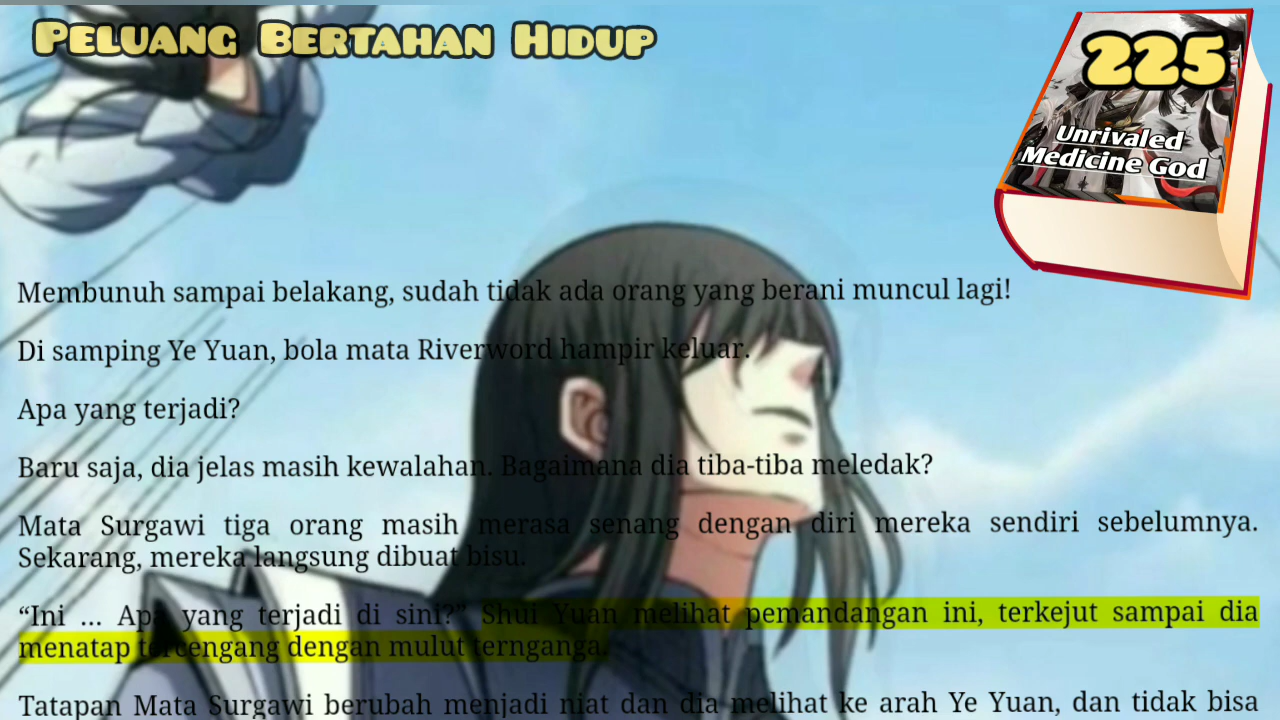 Peluang Bertahan Hidup
225
Unrivaled
Medicine God
Membunuh sampai belakang, sudah tidak ada orang yang berani muncul lagi!
Di samping Ye Yuan, bola mata Riverword hampir keluar.
Apa yang terjadi?
Baru saja, dia jelas masih kewalahan. Bagaimana dia tiba-tiba meledak?
Mata Surgawi tiga orang masih merasa senang dengan diri mereka sendiri sebelumnya.
Sekarang, mereka langsung dibuat bisu.
“Ini ... Apa yang terjadi di sini?” Shui Yuan melihat pemandangan ini, terkejut sampai dia
menatap tercengang dengan mulut ternganga.
Tatapan Mata Surgawi berubah menjadi niat dan dia melihat ke arah Ye Yuan, dan tidak bisa